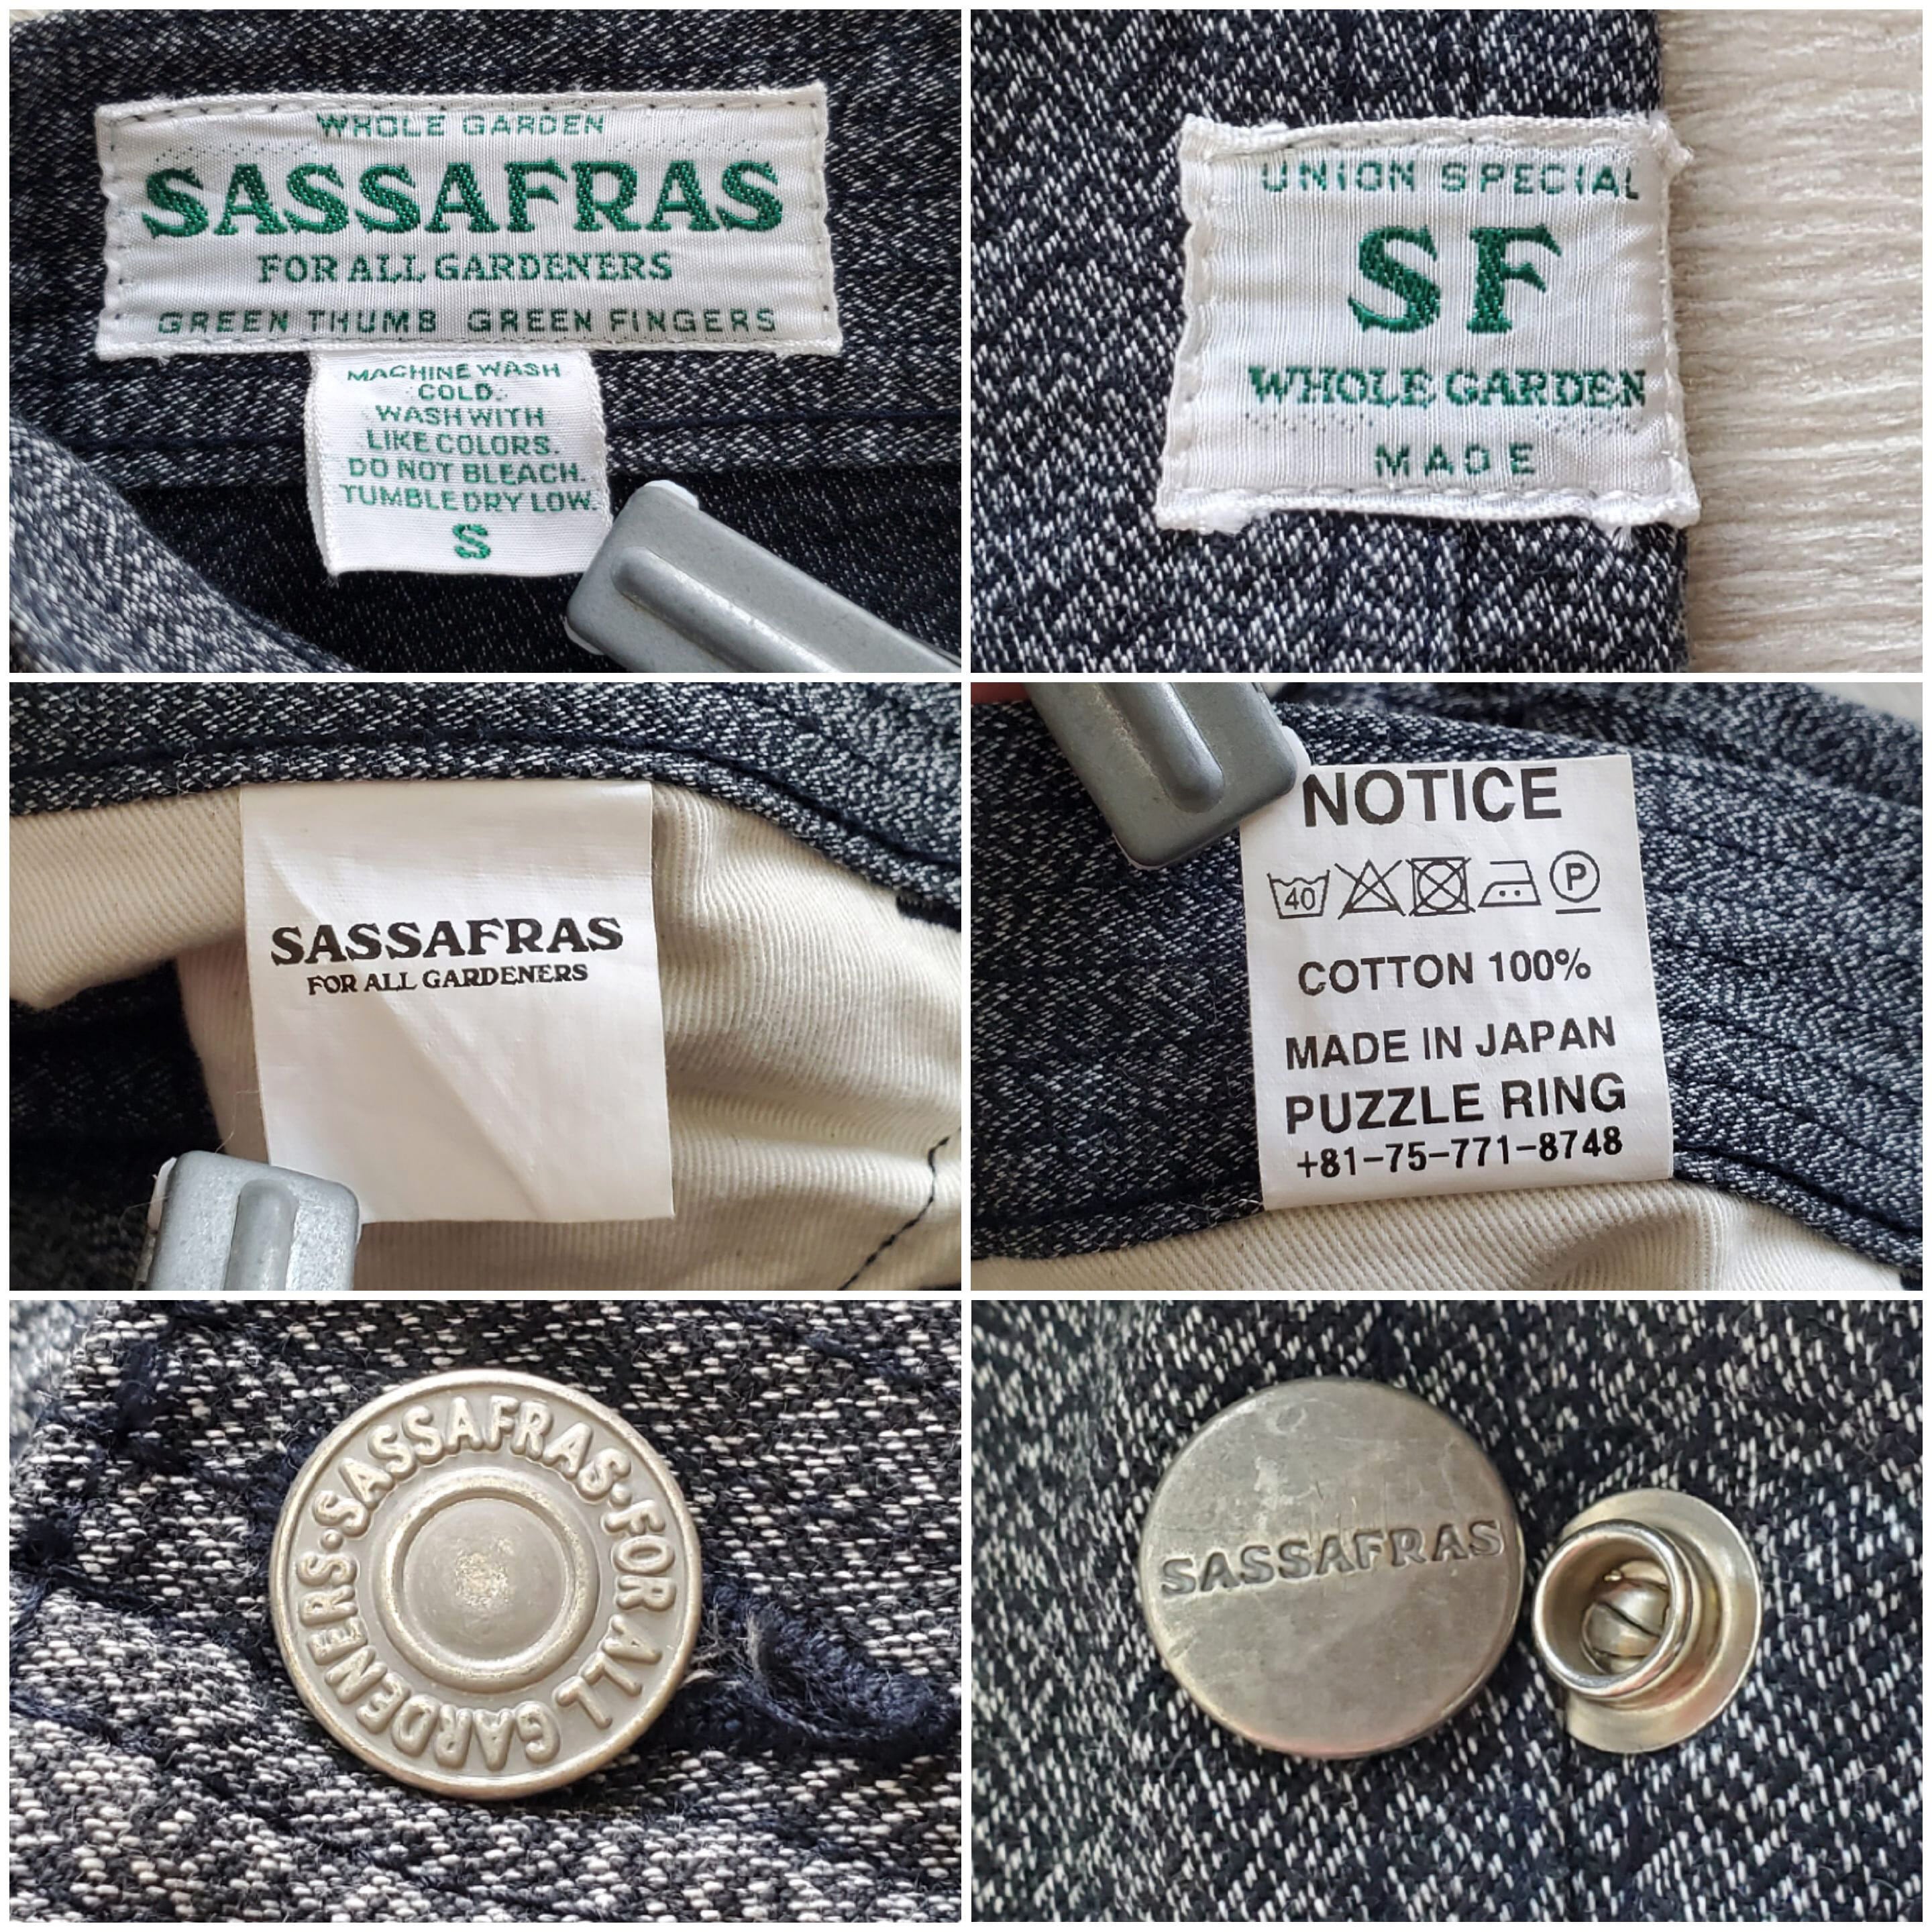 WHOLE GARDEN
SASSAFRAS
FOR ALL GARDENERS
GREEN THUMB GREEN FINGERS
MACHINE WASH
COLD.
WASH WITH
LIKE COLORS.
DO NOT BLEACH.
TUMBLE DRY LOW.
S
UNION SPECIAL
SF
WHOLE GARDEN
MADE
SASSAFRAS
FOR ALL GARDENERS
NOTICE
40 P
COTTON 100%
MADE IN JAPAN
PUZZLE RING
+81-75-771-8748
SASSAFRAS·FOR ALL GARDENERS·
SASSAFRAS